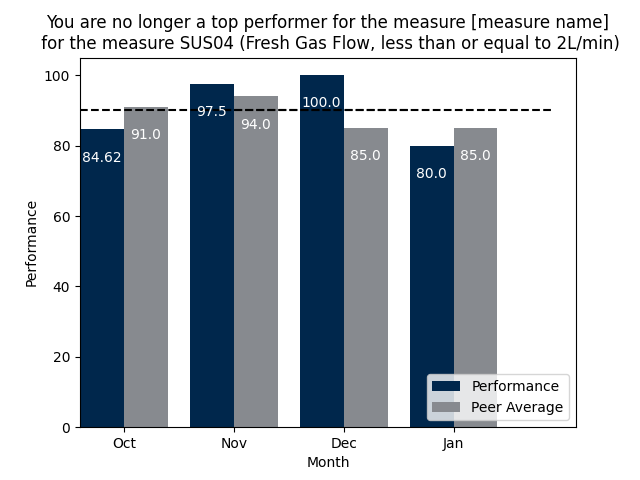 You are no longer a top performer for the measure [measure name]
for the measure SUS04 (Fresh Gas Flow, less than or equal to 2L/min)
100
80
60
40
20
0
Performance
84.62
91.0
97.5
94.0
100.0
85.0
80.0
85.0
Performance
Peer Average
Oct
Nov
Dec
Jan
Month